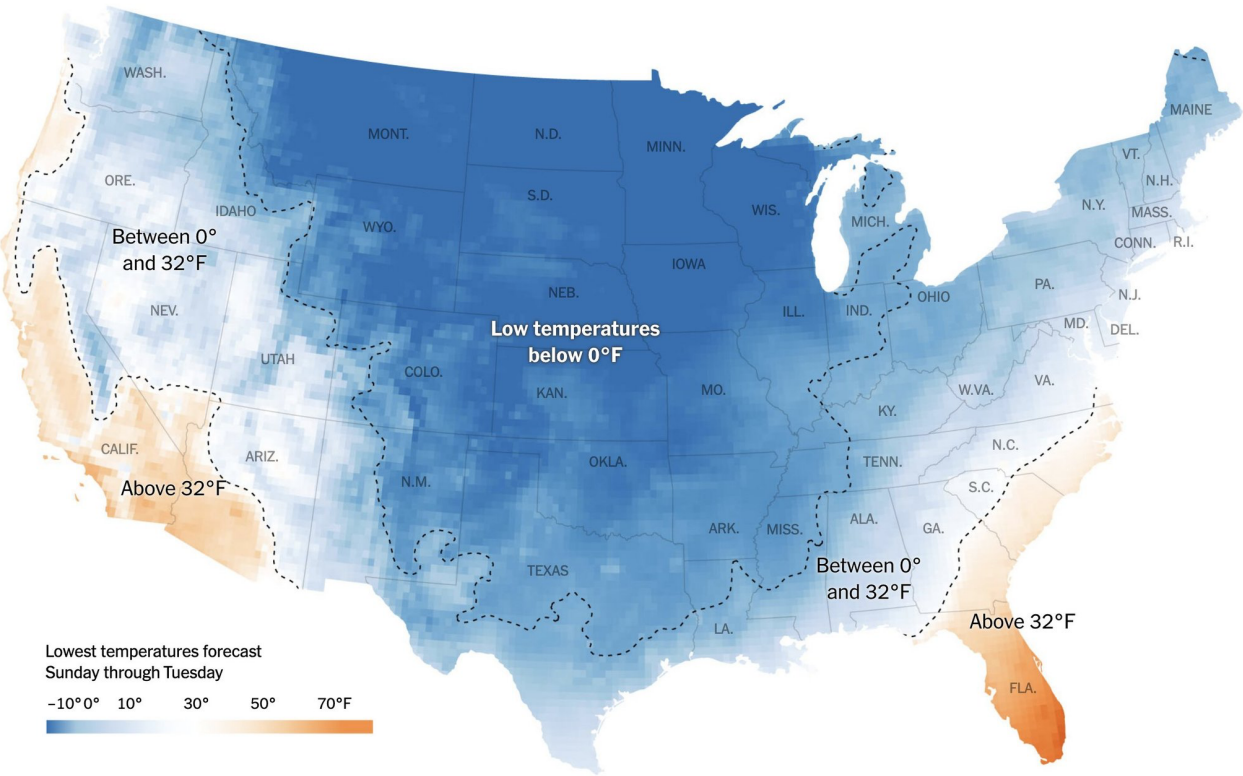 WASH.
MONT.
N.D.
MINN.
MAINE
ORE.
IDAHO
S.D.
WIS.
MICH.
VT.
N.H.
N.Y.
MASS.
CONN.
R.I.
WYO.
Between 0°
and 32°F
IOWA
NEB.
NEV.
ILL.
IND.
OHIO
PA.
N.J.
MD.
DEL.
Low temperatures
below 0°F
UTAH
COLO.
KAN.
MO.
W.VA.
VA.
KY.
CALIF.
ARIZ.
N.M.
OKLA.
TENN.
N.C.
S.C.
Above 32°F
ARK.
MISS.
ALA.
GA.
TEXAS
Between 0°
and 32°F
LA.
Above 32°F
FLA.
Lowest temperatures forecast
Sunday through Tuesday
–10° 0° 10° 30° 50° 70°F